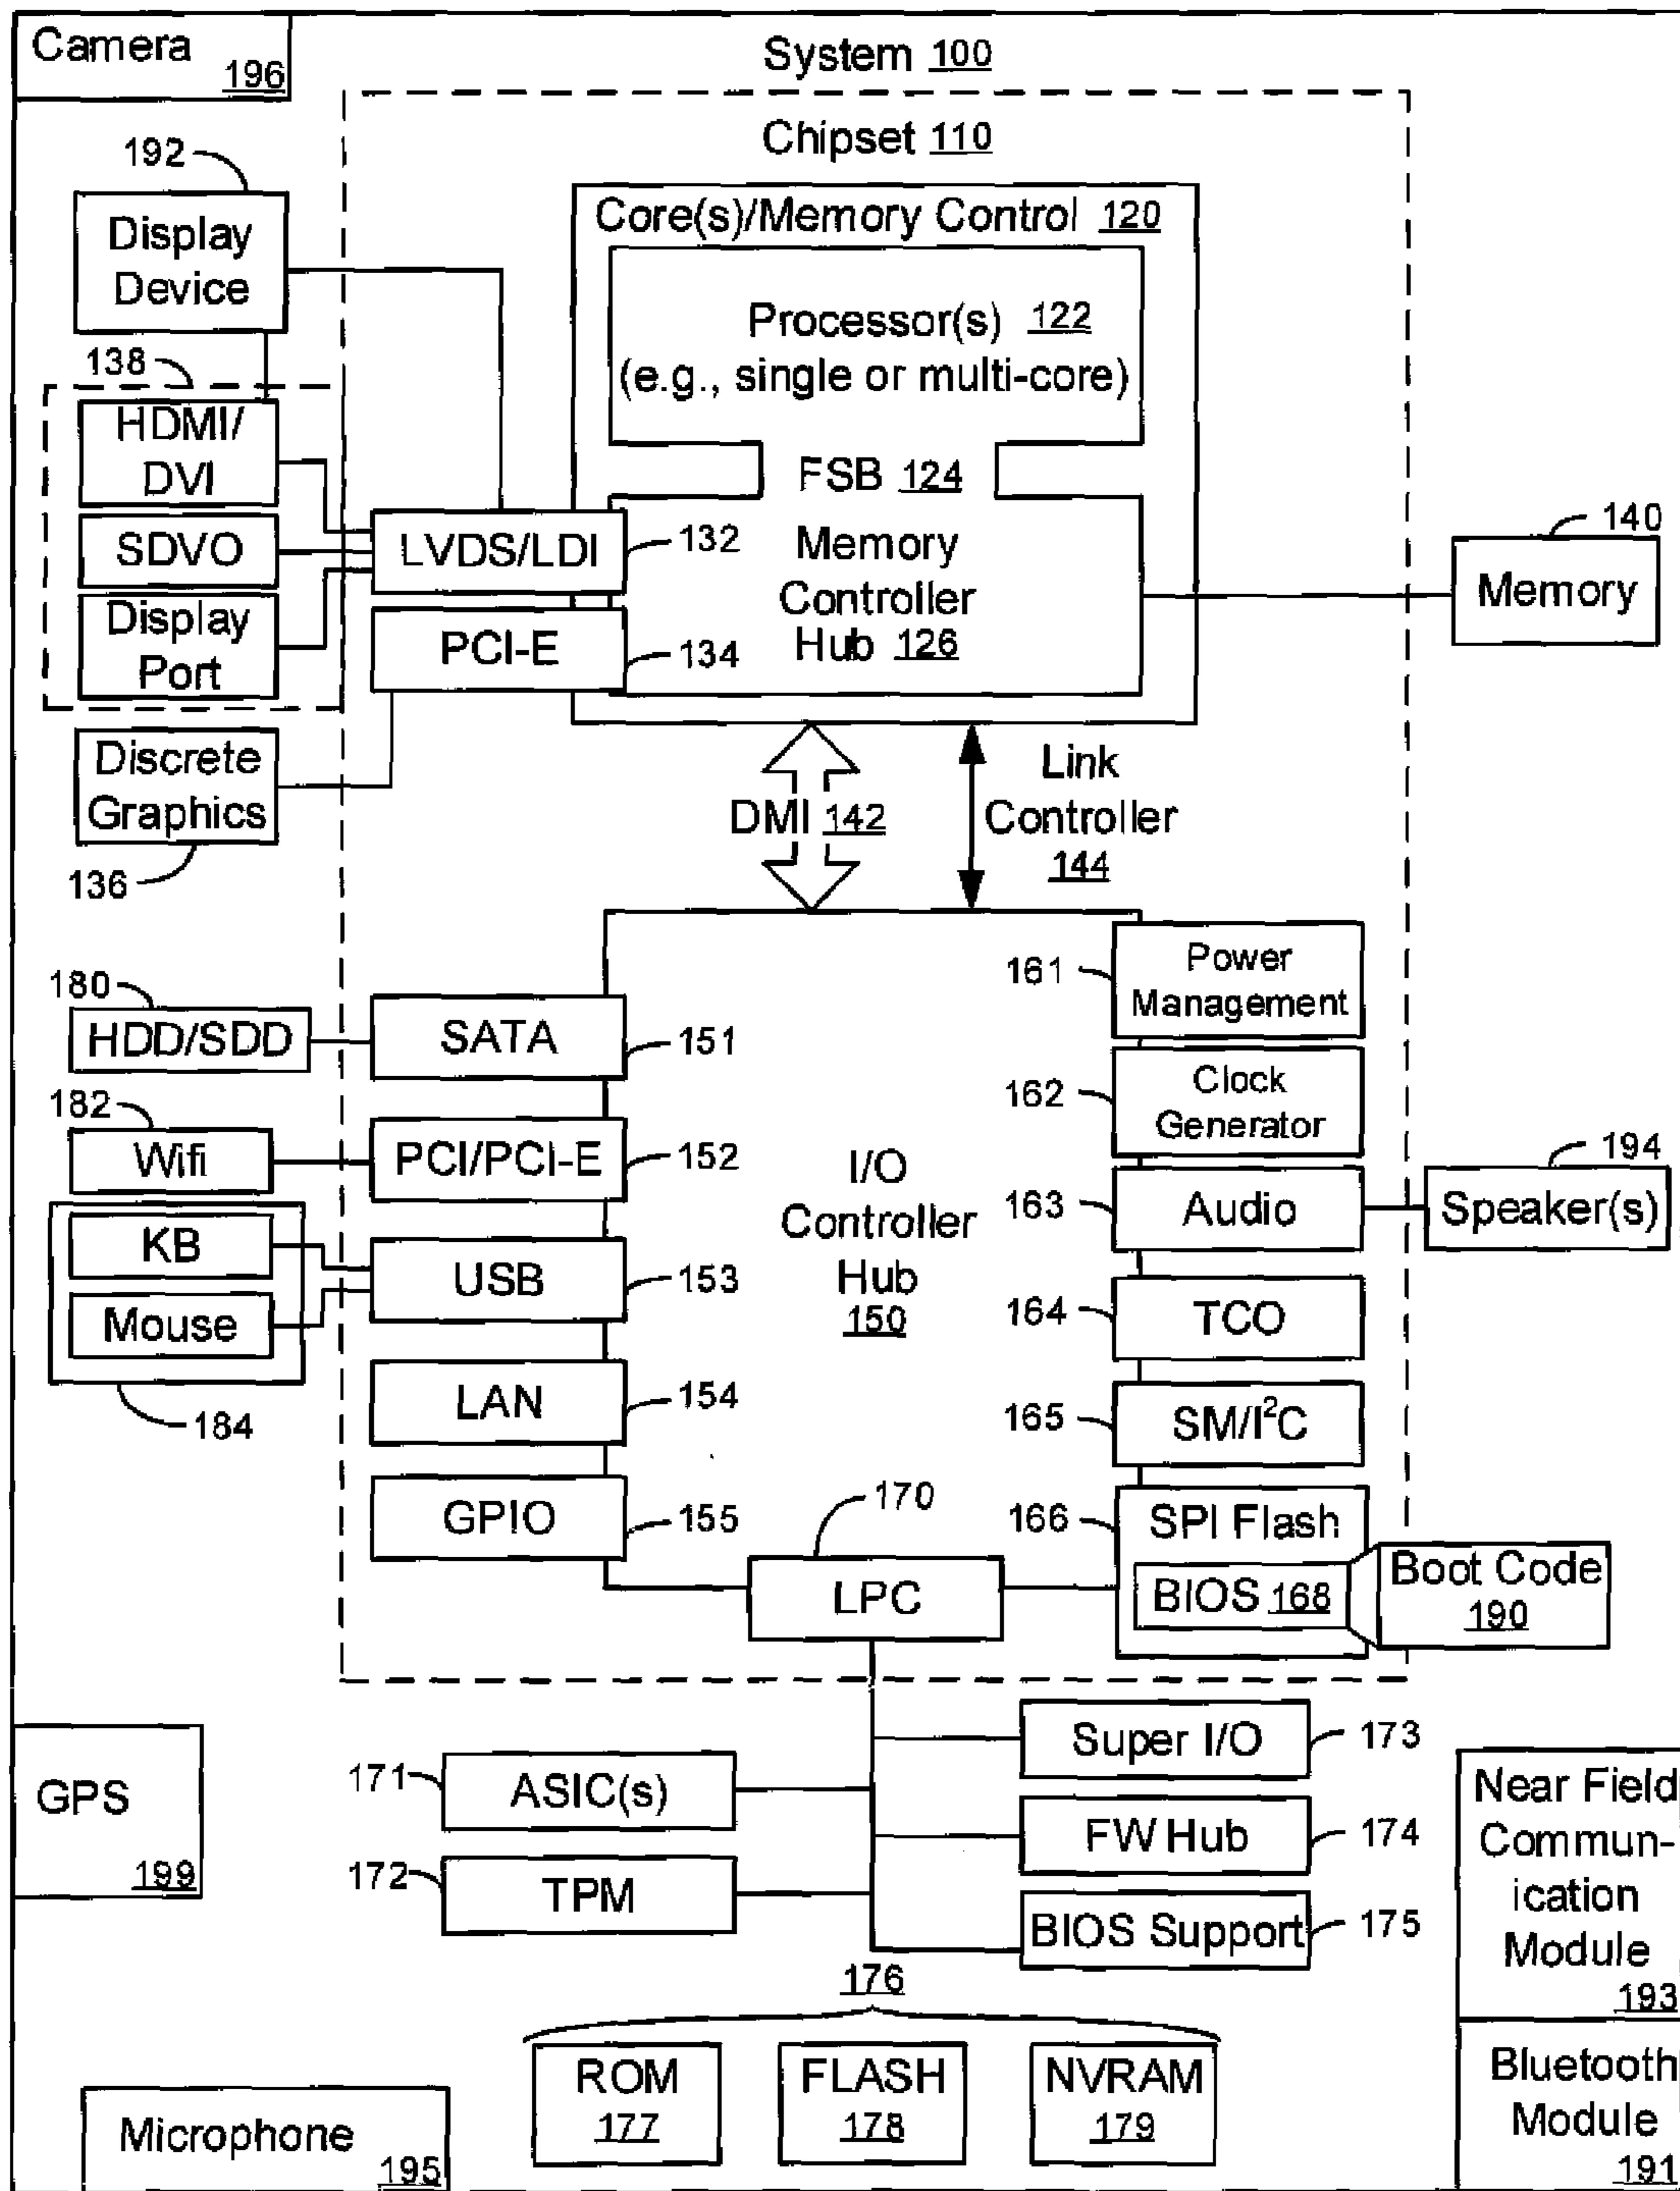 Camera
196
System 100
Chipset 110
192
Display
Device
Core(s)/Memory Control 120
Processor(s) 122
(e.g., single or multi-core)
138
HDMI/
DVI
SDVO
Display
Port
FSB 124
LVDS/LDI
132
PCI-E
134
Memory
Controller
Hub 126
140
Memory
Discrete
Graphics
136
DMI 142
Link
Controller
144
180
HDD/SDD
SATA
151
182
Wifi
PCI/PCI-E
152
KB
Mouse
184
USB
153
LAN
154
GPIO
155
I/O
Controller
Hub
150
161
Power
Management
162
Clock
Generator
163
Audio
194
Speaker(s)
164
TCO
165
SM/I²C
166
SPI Flash
BIOS 168
Boot Code
190
170
LPC
171
ASIC(s)
172
TPM
Super I/O
173
FW Hub
174
BIOS Support
175
GPS
199
Near Field
Commun-
ication
Module
193
176
ROM
177
FLASH
178
NVRAM
179
Microphone
195
Bluetooth
Module
191